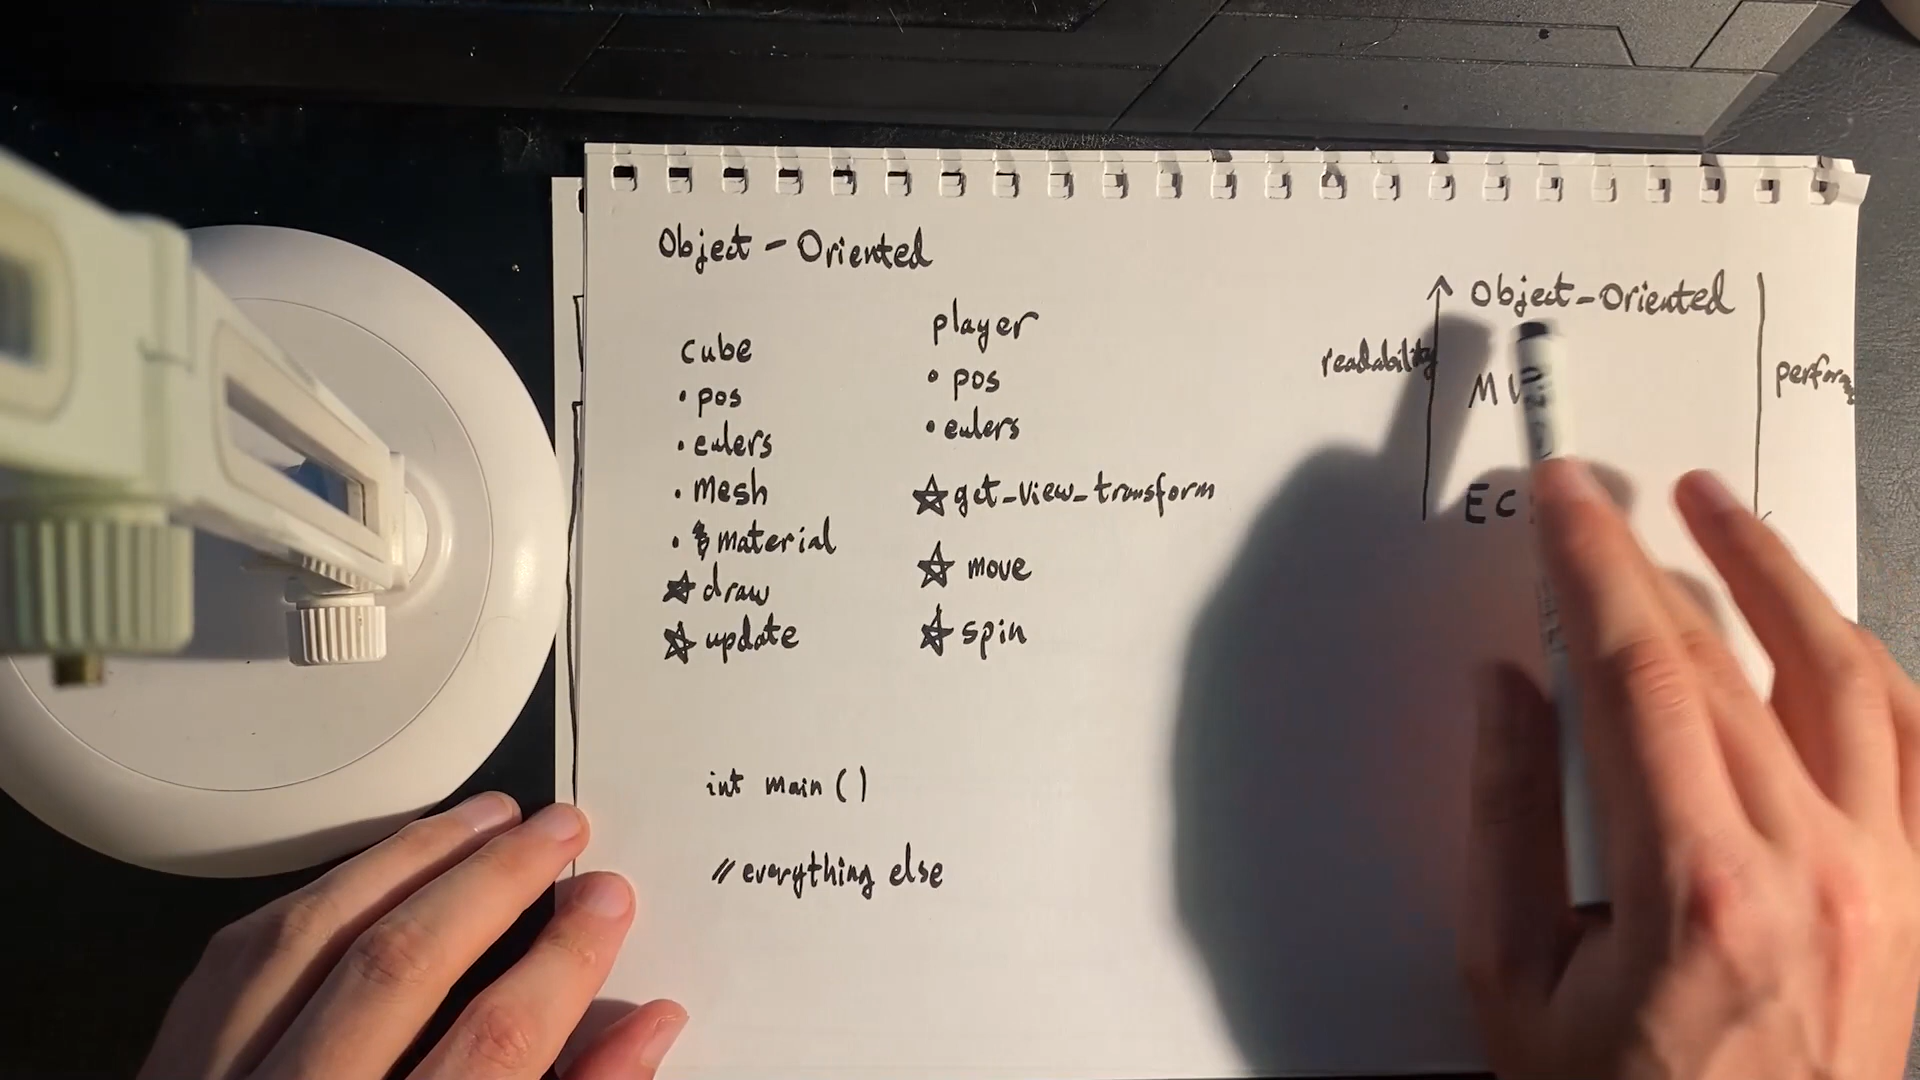 Object - Oriented
cube
• pos
• eulers
• mesh
• material
☆ draw
☆ update
player
• pos
• eulers
☆ get_view_transform
☆ move
☆ spin
int main ()
// everything else
Object-Oriented
readability
EC